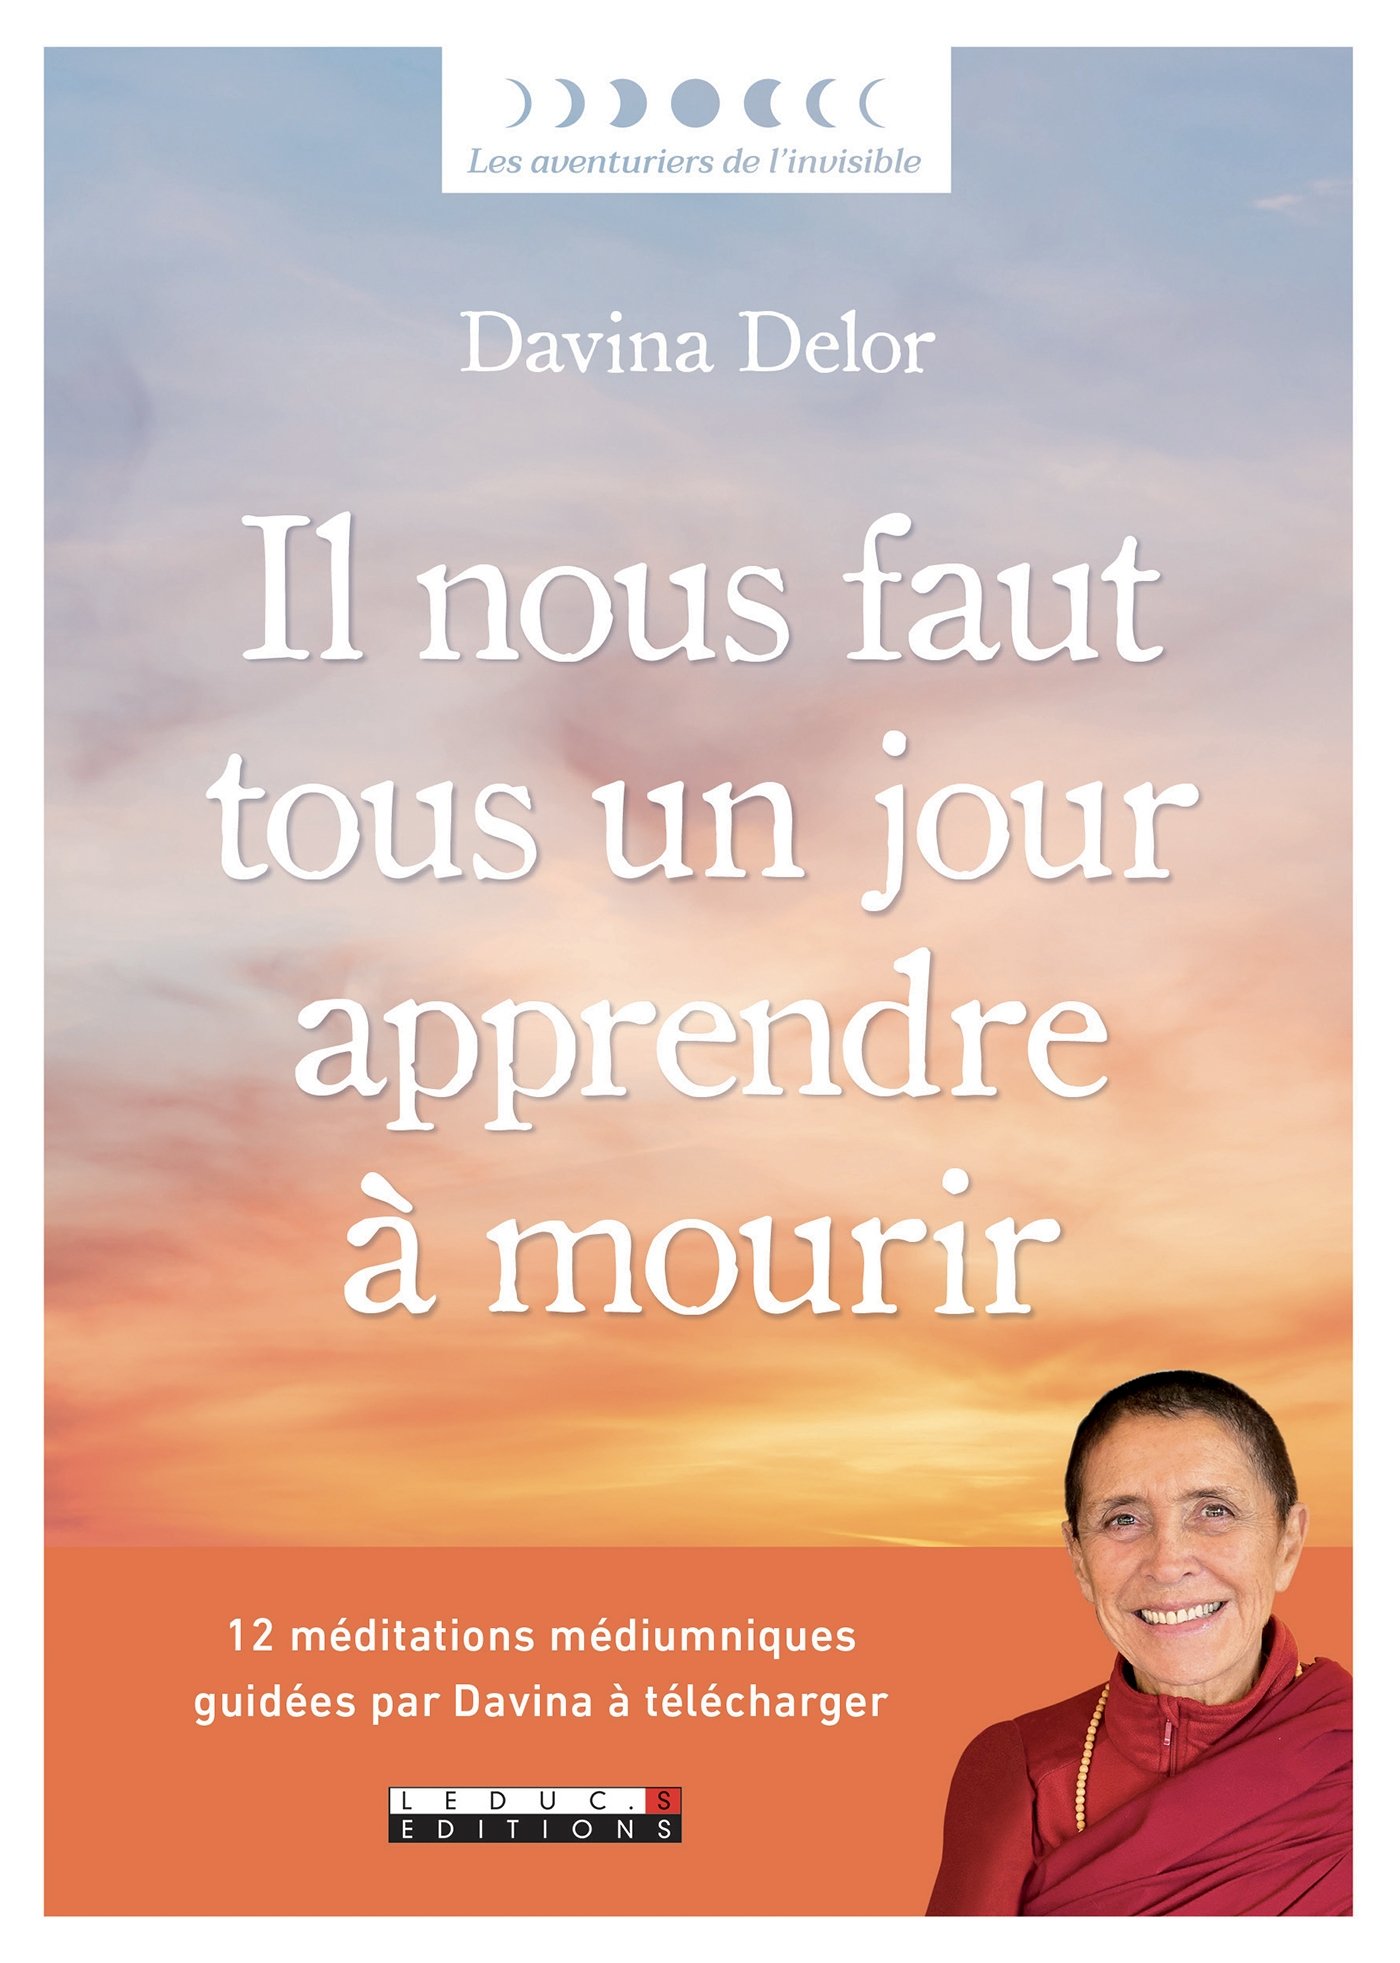 Les aventuriers de l'invisible
Davina Delor
Il nous faut
tous un jour
apprendre
à mourir
12 méditations médiumniques
guidées par Davina à télécharger
LEDUC.S
EDITIONS